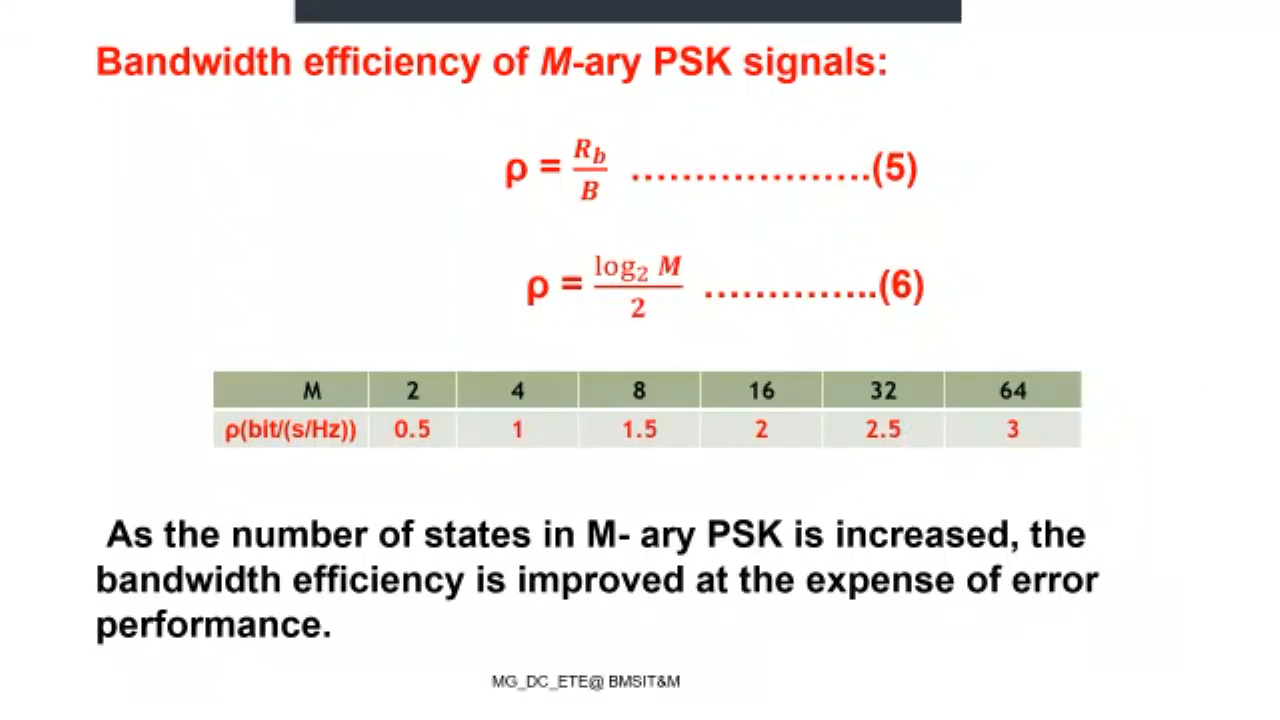 Bandwidth efficiency of M-ary PSK signals:
ρ = R_b/B ………………….(5)
ρ = log₂ M/2 …………..(6)
M 2 4 8 16 32 64
ρ(bit/(s/Hz)) 0.5 1 1.5 2 2.5 3
As the number of states in M- ary PSK is increased, the
bandwidth efficiency is improved at the expense of error
performance.
MG_DC_ETE@ BMSIT&M